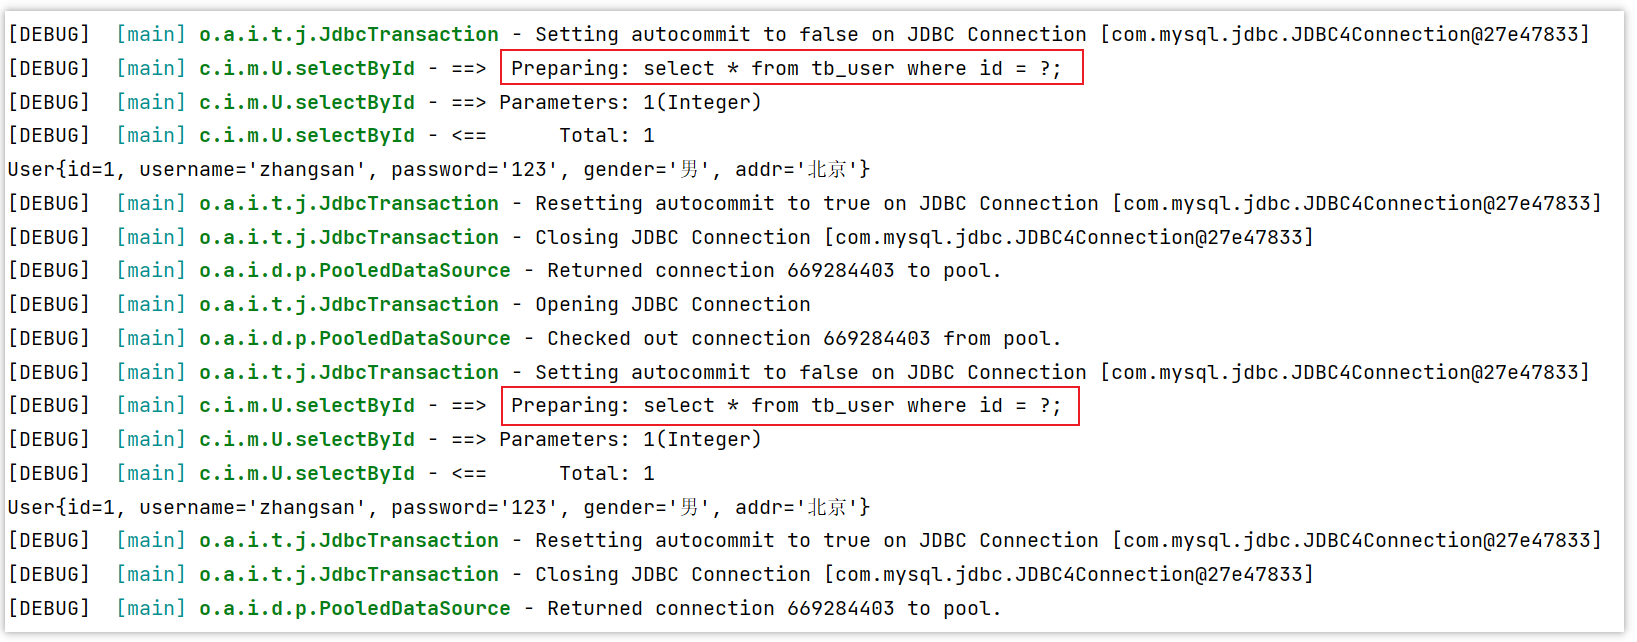 [DEBUG]  [main] o.a.i.t.j.JdbcTransaction - Setting autocommit to false on JDBC Connection [com.mysql.jdbc.JDBC4Connection@27e47833]
[DEBUG]  [main] c.i.m.U.selectById - ==>  Preparing: select * from tb_user where id = ?;
[DEBUG]  [main] c.i.m.U.selectById - ==> Parameters: 1(Integer)
[DEBUG]  [main] c.i.m.U.selectById - <==      Total: 1
User{id=1, username='zhangsan', password='123', gender='男', addr='北京'}
[DEBUG]  [main] o.a.i.t.j.JdbcTransaction - Resetting autocommit to true on JDBC Connection [com.mysql.jdbc.JDBC4Connection@27e47833]
[DEBUG]  [main] o.a.i.t.j.JdbcTransaction - Closing JDBC Connection [com.mysql.jdbc.JDBC4Connection@27e47833]
[DEBUG]  [main] o.a.i.d.p.PooledDataSource - Returned connection 669284403 to pool.
[DEBUG]  [main] o.a.i.t.j.JdbcTransaction - Opening JDBC Connection
[DEBUG]  [main] o.a.i.d.p.PooledDataSource - Checked out connection 669284403 from pool.
[DEBUG]  [main] o.a.i.t.j.JdbcTransaction - Setting autocommit to false on JDBC Connection [com.mysql.jdbc.JDBC4Connection@27e47833]
[DEBUG]  [main] c.i.m.U.selectById - ==>  Preparing: select * from tb_user where id = ?;
[DEBUG]  [main] c.i.m.U.selectById - ==> Parameters: 1(Integer)
[DEBUG]  [main] c.i.m.U.selectById - <==      Total: 1
User{id=1, username='zhangsan', password='123', gender='男', addr='北京'}
[DEBUG]  [main] o.a.i.t.j.JdbcTransaction - Resetting autocommit to true on JDBC Connection [com.mysql.jdbc.JDBC4Connection@27e47833]
[DEBUG]  [main] o.a.i.t.j.JdbcTransaction - Closing JDBC Connection [com.mysql.jdbc.JDBC4Connection@27e47833]
[DEBUG]  [main] o.a.i.d.p.PooledDataSource - Returned connection 669284403 to pool.